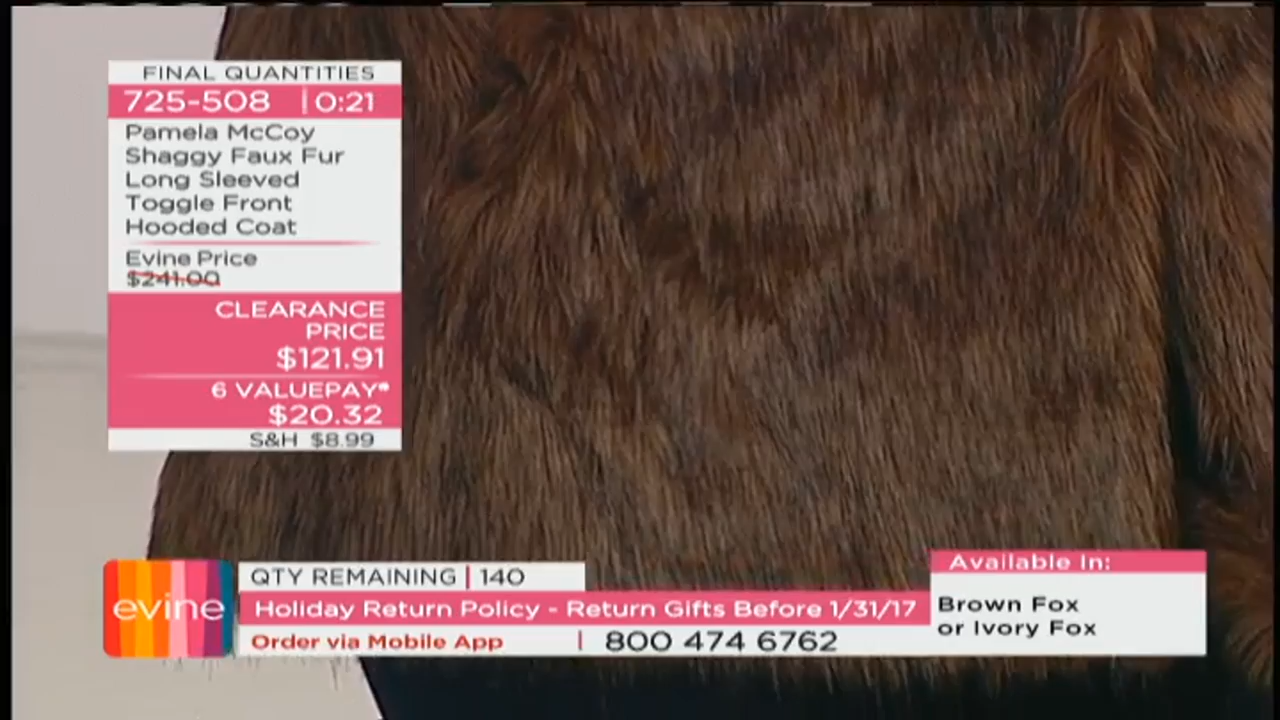 FINAL QUANTITIES
725-508 | 0:21
Pamela McCoy
Shaggy Faux Fur
Long Sleeved
Toggle Front
Hooded Coat
Evine Price
$241.00
CLEARANCE
PRICE
$121.91
6 VALUEPAY*
$20.32
S&H $8.99
evine
QTY REMAINING | 140
Holiday Return Policy - Return Gifts Before 1/31/17
Order via Mobile App | 800 474 6762
Available In:
Brown Fox
or Ivory Fox